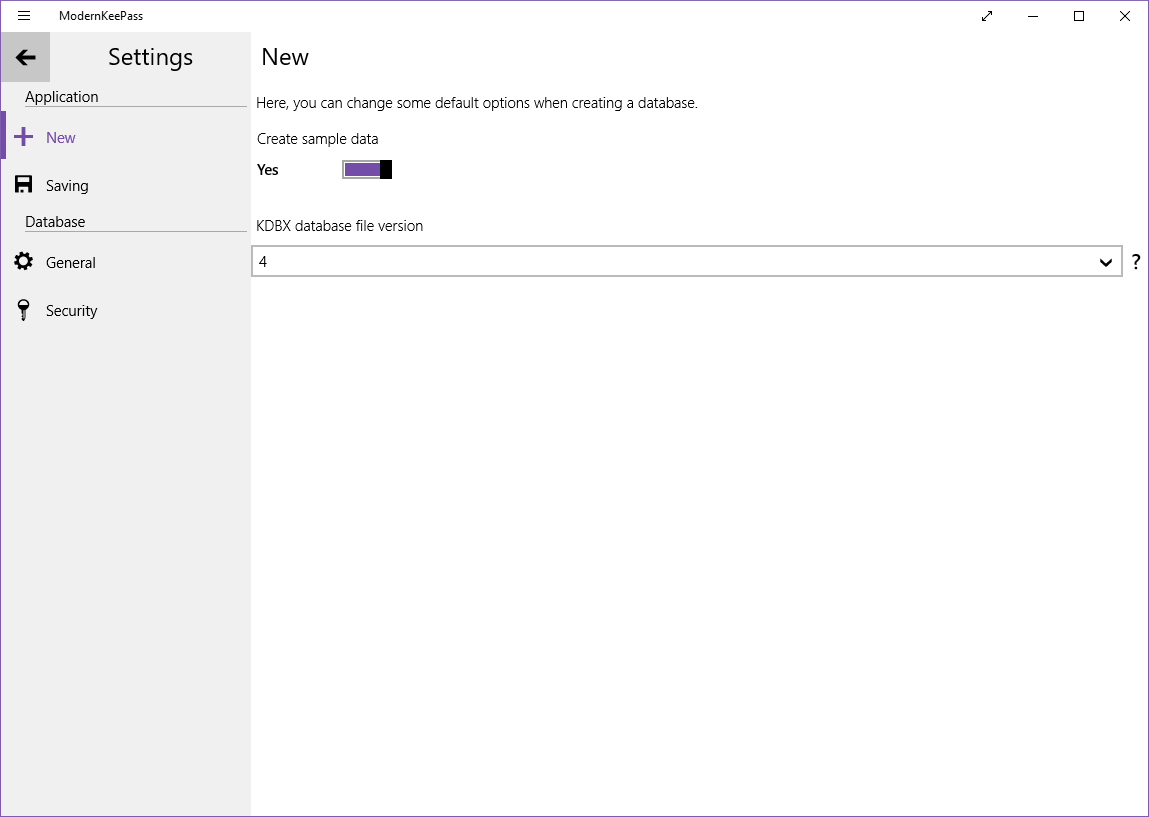 ModernKeePass
Settings
Application
New
Saving
Database
General
Security
New
Here, you can change some default options when creating a database.
Create sample data
Yes
KDBX database file version
4
?